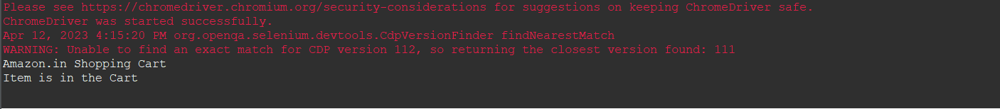 Please see https://chromedriver.chromium.org/security-considerations for suggestions on keeping ChromeDriver safe.
ChromeDriver was started successfully.
Apr 12, 2023 4:15:20 PM org.openqa.selenium.devtools.CdpVersionFinder findNearestMatch
WARNING: Unable to find an exact match for CDP version 112, so returning the closest version found: 111
Amazon.in Shopping Cart
Item is in the Cart